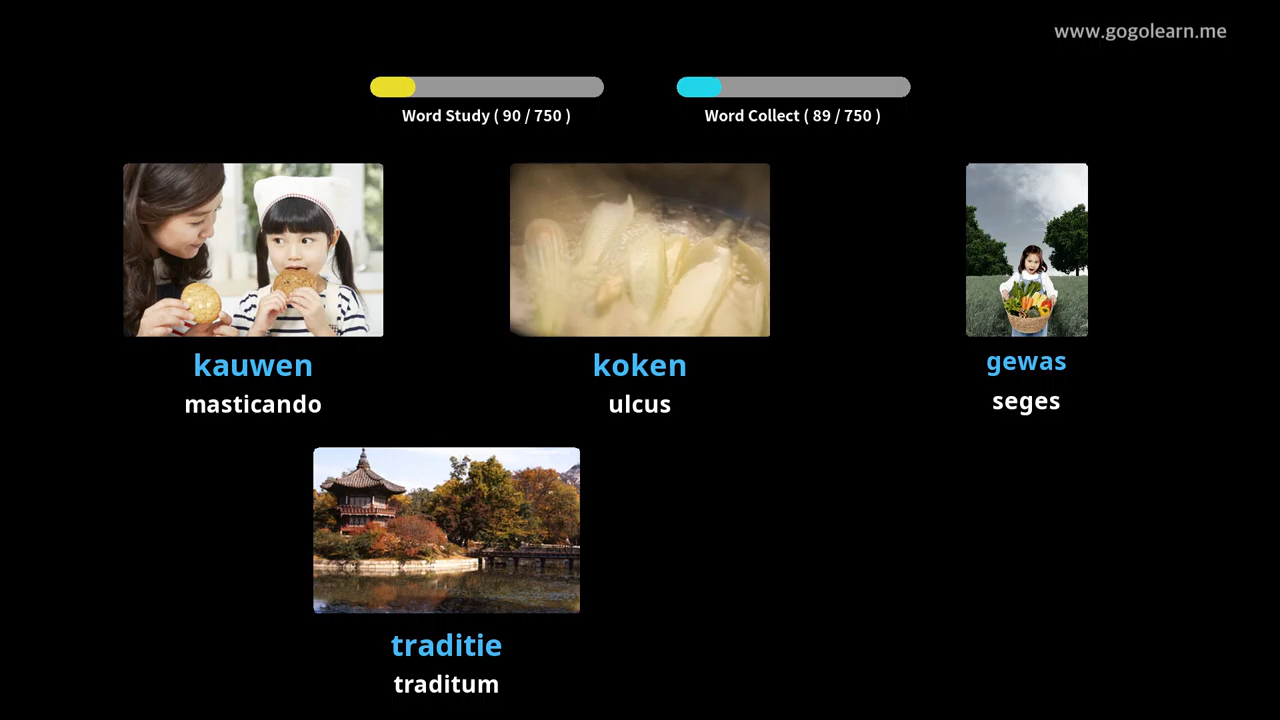 www.gogolearn.me
Word Study ( 90 / 750 )
Word Collect ( 89 / 750 )
kauwen
masticando
koken
ulcus
gewas
seges
traditie
traditum